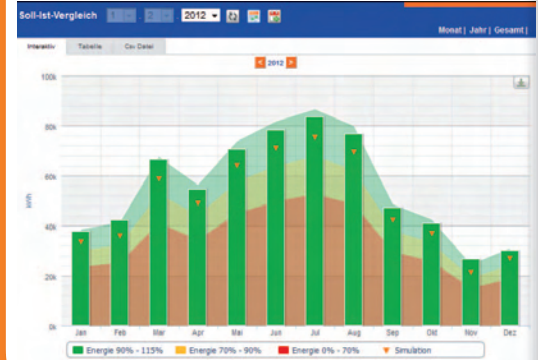 Soll-Ist-Vergleich 1 2 2012
Monat | Jahr | Gesamt |
Interaktiv Tabelle Csv Datei
< 2012 >
100k
80k
60k
40k
20k
0k
kWh
Jan Feb Mar Apr Mai Jun Jul Aug Sep Okt Nov Dez
Energie 90% - 115% Energie 70% - 90% Energie 0% - 70% Simulation